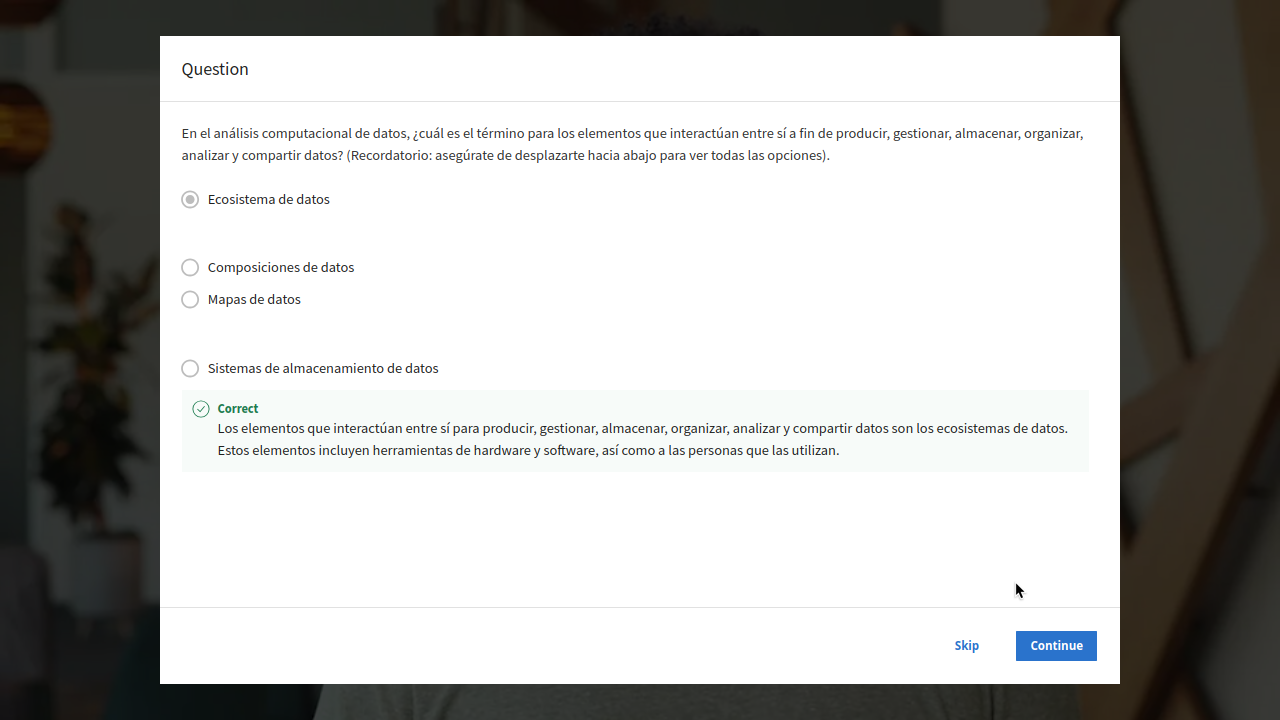 Question
En el análisis computacional de datos, ¿cuál es el término para los elementos que interactúan entre sí a fin de producir, gestionar, almacenar, organizar,
analizar y compartir datos? (Recordatorio: asegúrate de desplazarte hacia abajo para ver todas las opciones).
Ecosistema de datos
Composiciones de datos
Mapas de datos
Sistemas de almacenamiento de datos
Correct
Los elementos que interactúan entre sí para producir, gestionar, almacenar, organizar, analizar y compartir datos son los ecosistemas de datos.
Estos elementos incluyen herramientas de hardware y software, así como a las personas que las utilizan.
Skip
Continue